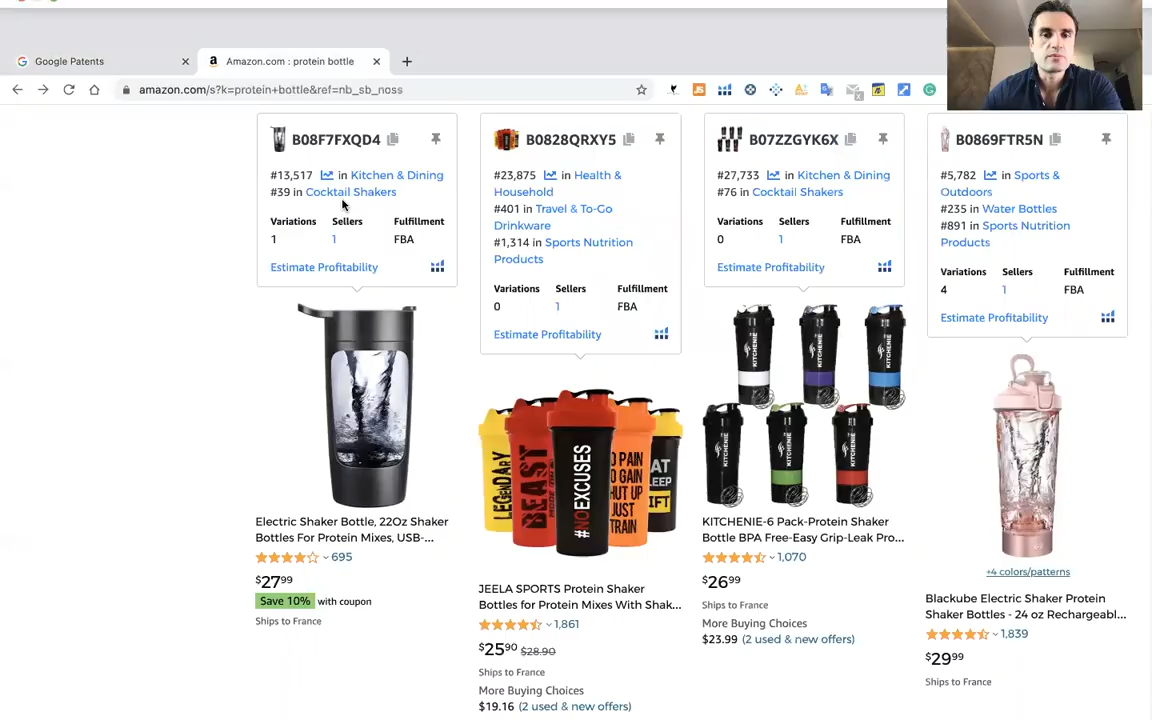 Google Patents
Amazon.com : protein bottle
amazon.com/s?k=protein+bottle&ref=nb_sb_noss
B08F7FXQD4
#13,517 in Kitchen & Dining
#39 in Cocktail Shakers
Variations Sellers Fulfillment
1 1 FBA
Estimate Profitability
Electric Shaker Bottle, 22Oz Shaker
Bottles For Protein Mixes, USB-...
695
$27.99
Save 10% with coupon
Ships to France
B0828QRXY5
#23,875 in Health &
Household
#401 in Travel & To-Go
Drinkware
#1,314 in Sports Nutrition
Products
Variations Sellers Fulfillment
0 1 FBA
Estimate Profitability
LEGENDARY
BEAST
#NOEXCUSES
NO PAIN
NO GAIN
SHUT UP
JUST
TRAIN
EAT
SLEEP
LIFT
JEELA SPORTS Protein Shaker
Bottles for Protein Mixes With Shak...
1,861
$25.90 $28.90
Ships to France
More Buying Choices
$19.16 (2 used & new offers)
B07ZZGYK6X
#27,733 in Kitchen & Dining
#76 in Cocktail Shakers
Variations Sellers Fulfillment
0 1 FBA
Estimate Profitability
KITCHENIE
KITCHENIE
KITCHENIE
KITCHENIE
KITCHENIE
KITCHENIE
KITCHENIE-6 Pack-Protein Shaker
Bottle BPA Free-Easy Grip-Leak Pro...
1,070
$26.99
Ships to France
More Buying Choices
$23.99 (2 used & new offers)
B0869FTR5N
#5,782 in Sports &
Outdoors
#235 in Water Bottles
#891 in Sports Nutrition
Products
Variations Sellers Fulfillment
4 1 FBA
Estimate Profitability
+4 colors/patterns
Blackube Electric Shaker Protein
Shaker Bottles - 24 oz Rechargeabl...
1,839
$29.99
Ships to France